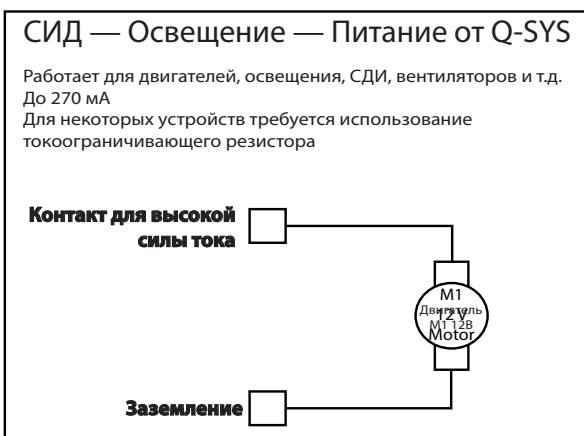 СИД — Освещение — Питание от Q-SYS
Работает для двигателей, освещения, СДИ, вентиляторов и т.д.
До 270 мА
Для некоторых устройств требуется использование
токоограничивающего резистора
Контакт для высокой
силы тока
M1
Двигатель
12 V
M1 12В
Motor
Заземление